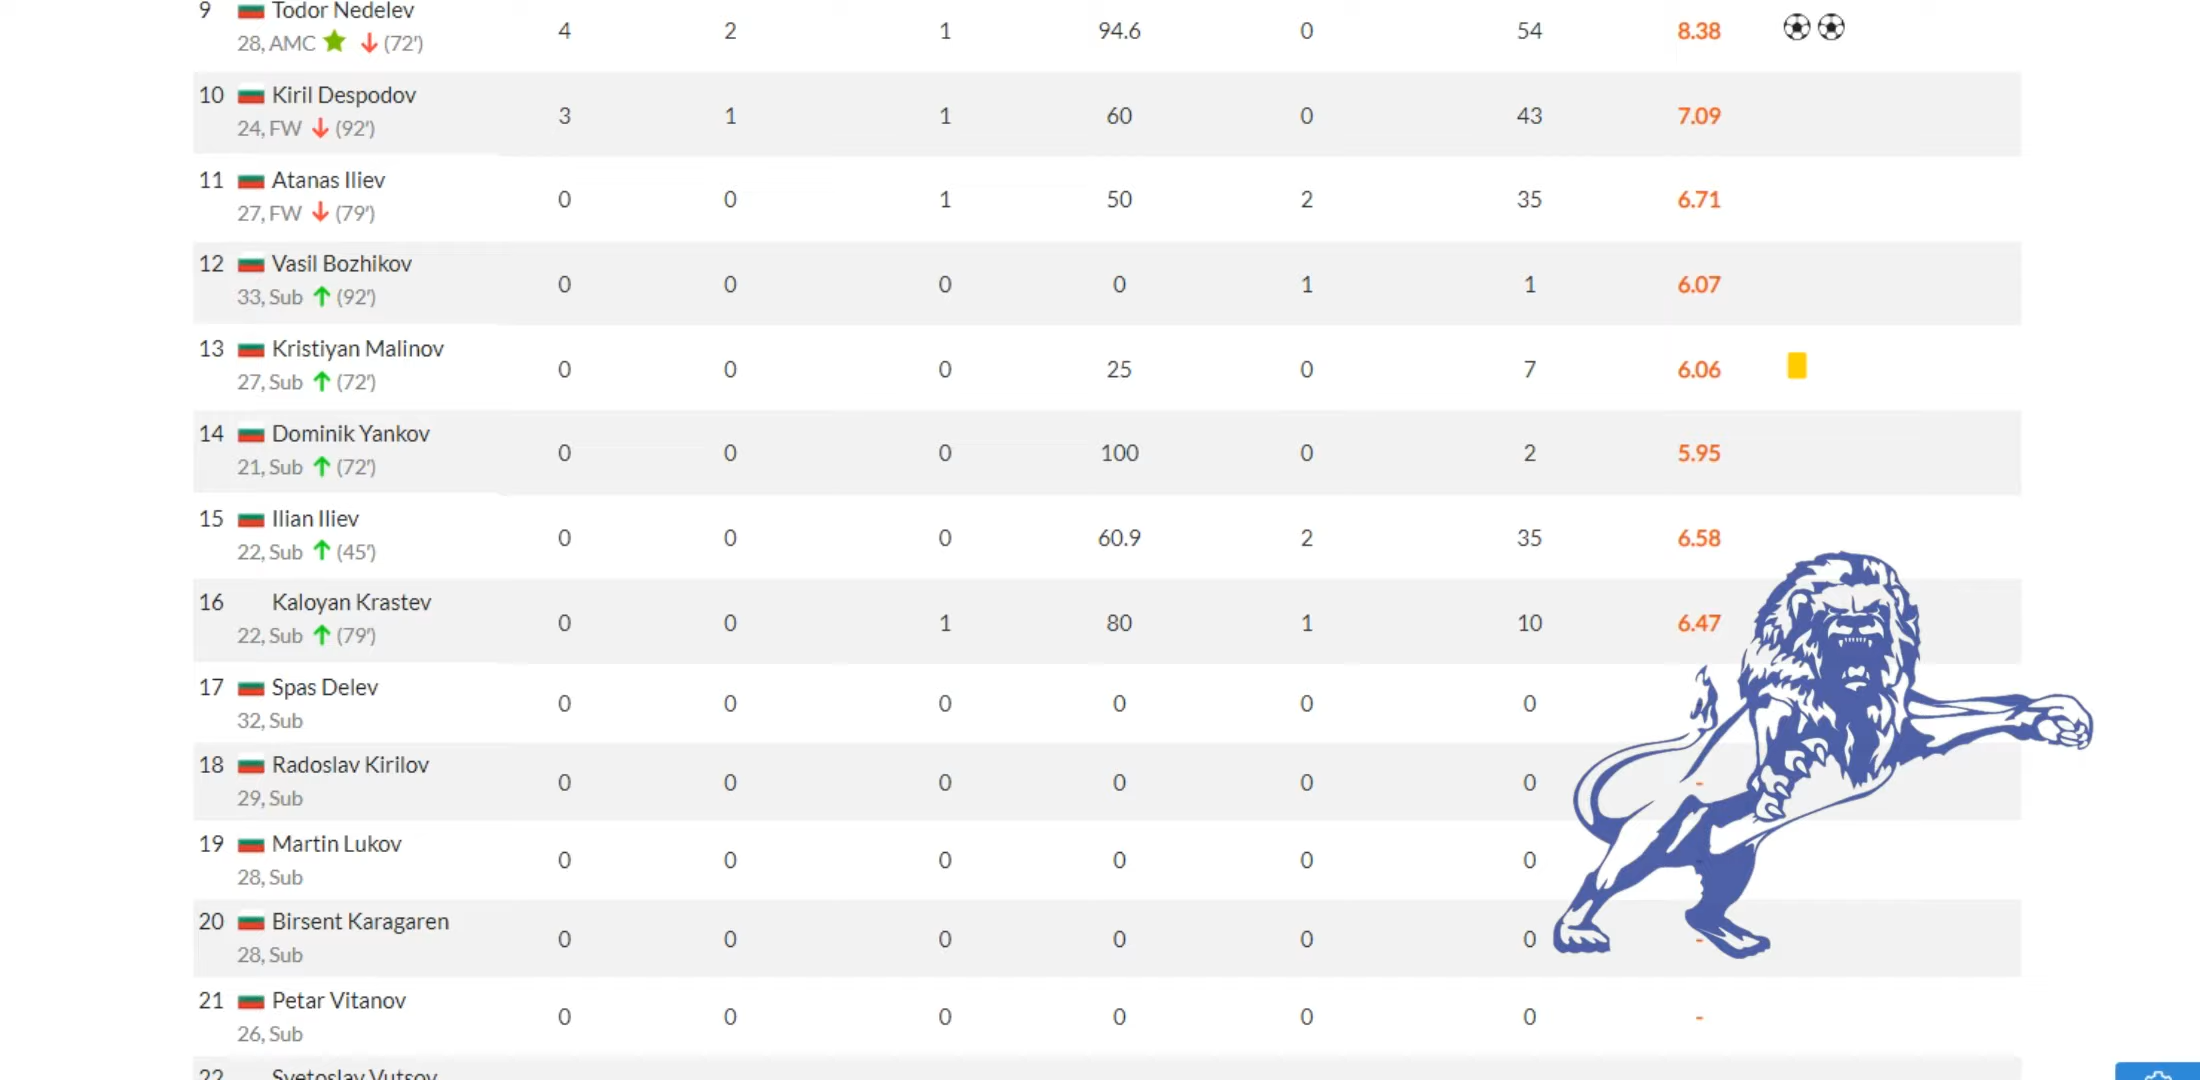 9 Todor Nedelev 4 2 1 94.6 0 54 8.38
28, AMC (72')
10 Kiril Despodov 3 1 1 60 0 43 7.09
24, FW (92')
11 Atanas Iliev 0 0 1 50 2 35 6.71
27, FW (79')
12 Vasil Bozhikov 0 0 0 0 1 1 6.07
33, Sub (92')
13 Kristiyan Malinov 0 0 0 25 0 7 6.06
27, Sub (72')
14 Dominik Yankov 0 0 0 100 0 2 5.95
21, Sub (72')
15 Ilian Iliev 0 0 0 60.9 2 35 6.58
22, Sub (45')
16 Kaloyan Krastev 0 0 1 80 1 10 6.47
22, Sub (79')
17 Spas Delev 0 0 0 0 0 0
32, Sub
18 Radoslav Kirilov 0 0 0 0 0 0 -
29, Sub
19 Martin Lukov 0 0 0 0 0 0 -
28, Sub
20 Birsent Karagaren 0 0 0 0 0 0 -
28, Sub
21 Petar Vitanov 0 0 0 0 0 0 -
26, Sub
22 Svetoslav Vutsov